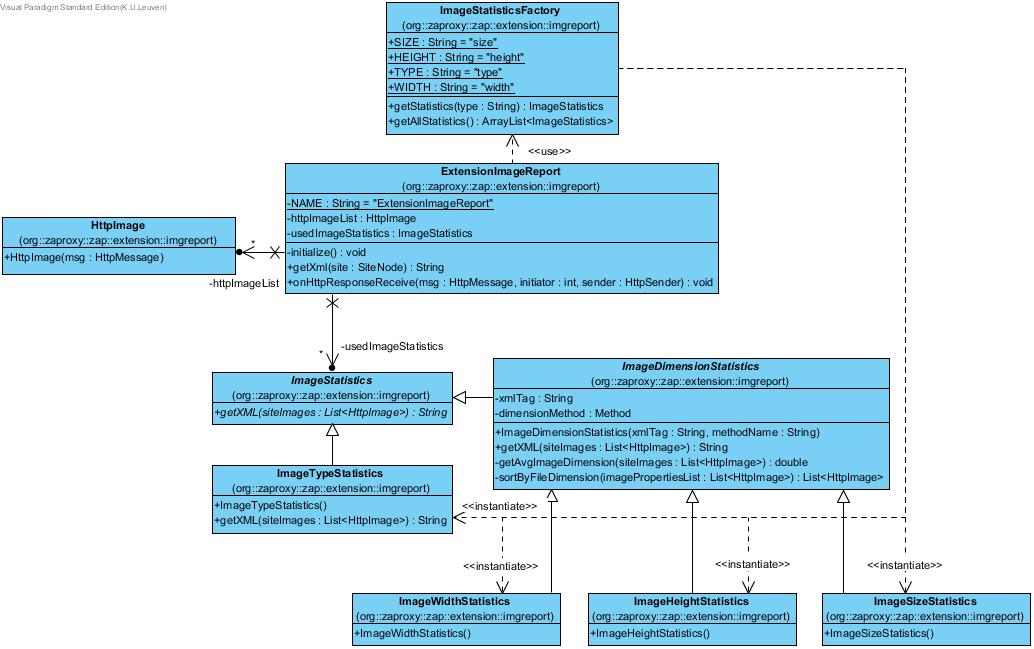 Visual Paradigm Standard Edition(K.U.Leuven)
ImageStatisticsFactory
(org::zaproxy::zap::extension::imgreport)
+SIZE : String = "size"
+HEIGHT : String = "height"
+TYPE : String = "type"
+WIDTH : String = "width"
+getStatistics(type : String) : ImageStatistics
+getAllStatistics() : ArrayList<ImageStatistics>
<<use>>
ExtensionImageReport
(org::zaproxy::zap::extension::imgreport)
-NAME : String = "ExtensionImageReport"
-httpImageList : HttpImage
-usedImageStatistics : ImageStatistics
-initialize() : void
+getXml(site : SiteNode) : String
+onHttpResponseReceive(msg : HttpMessage, initiator : int, sender : HttpSender) : void
HttpImage
(org::zaproxy::zap::extension::imgreport)
+HttpImage(msg : HttpMessage)
*
-httpImageList
-usedImageStatistics
*
ImageStatistics
(org::zaproxy::zap::extension::imgreport)
+getXML(siteImages : List<HttpImage>) : String
ImageDimensionStatistics
(org::zaproxy::zap::extension::imgreport)
-xmlTag : String
-dimensionMethod : Method
+ImageDimensionStatistics(xmlTag : String, methodName : String)
+getXML(siteImages : List<HttpImage>) : String
-getAvgImageDimension(siteImages : List<HttpImage>) : double
-sortByFileDimension(imagePropertiesList : List<HttpImage>) : List<HttpImage>
ImageTypeStatistics
(org::zaproxy::zap::extension::imgreport)
+ImageTypeStatistics()
+getXML(siteImages : List<HttpImage>) : String
<<instantiate>>
<<instantiate>>
<<instantiate>>
<<instantiate>>
ImageWidthStatistics
(org::zaproxy::zap::extension::imgreport)
+ImageWidthStatistics()
ImageHeightStatistics
(org::zaproxy::zap::extension::imgreport)
+ImageHeightStatistics()
ImageSizeStatistics
(org::zaproxy::zap::extension::imgreport)
+ImageSizeStatistics()